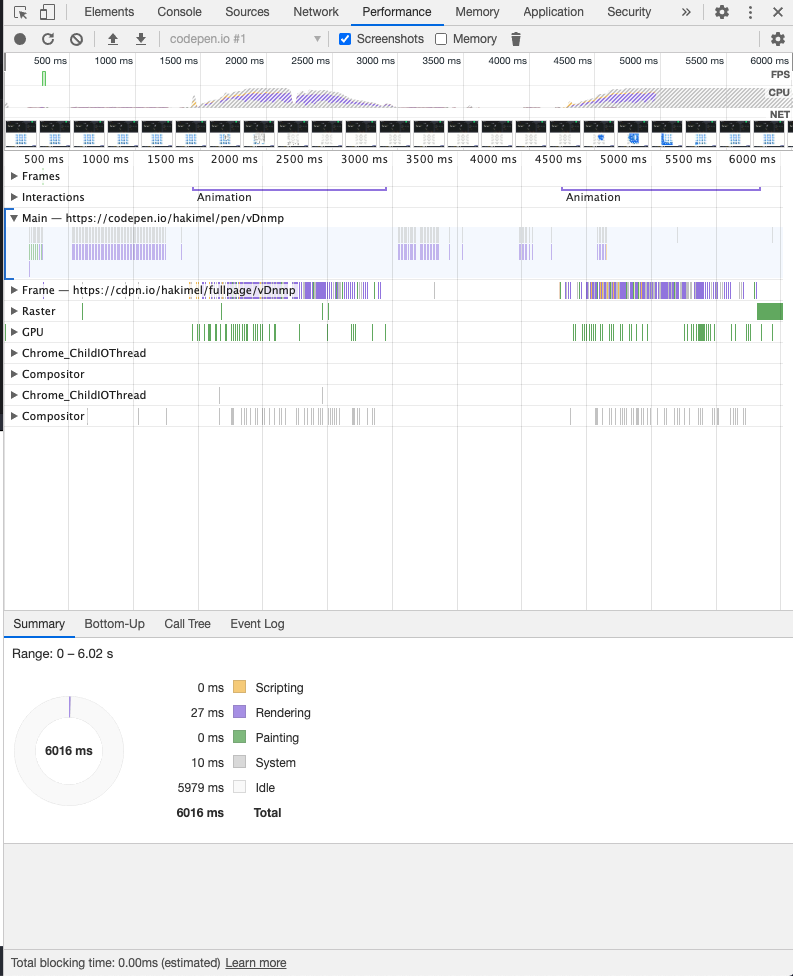 Elements Console Sources Network Performance Memory Application Security »
codepen.io #1 Screenshots Memory
500 ms 1000 ms 1500 ms 2000 ms 2500 ms 3000 ms 3500 ms 4000 ms 4500 ms 5000 ms 5500 ms 6000 ms
FPS
CPU
NET
500 ms 1000 ms 1500 ms 2000 ms 2500 ms 3000 ms 3500 ms 4000 ms 4500 ms 5000 ms 5500 ms 6000 ms
Frames
Interactions Animation Animation
Main — https://codepen.io/hakimel/pen/vDnmp
Frame — https://cdpn.io/hakimel/fullpage/vDnmp
Raster
GPU
Chrome_ChildIOThread
Compositor
Chrome_ChildIOThread
Compositor
Summary Bottom-Up Call Tree Event Log
Range: 0 – 6.02 s
0 ms Scripting
27 ms Rendering
6016 ms
0 ms Painting
10 ms System
5979 ms Idle
6016 ms Total
Total blocking time: 0.00ms (estimated) Learn more